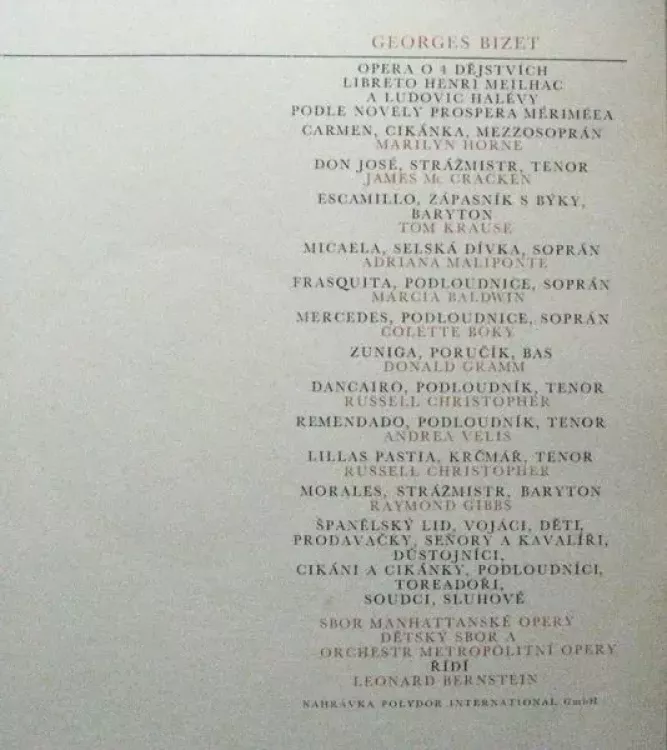 GEORGES BIZET
OPERA O 4 DĚJSTVÍCH
LIBRETO HENRI MEILHAC
A LUDOVIC HALÉVY
PODLE NOVELY PROSPERA MÉRIMÉEA
CARMEN, CIKÁNKA, MEZZOSOPRÁN
MARILYN HORNE
DON JOSÉ, STRÁŽMISTR, TENOR
JAMES Mc CRACKEN
ESCAMILLO, ZÁPASNÍK S BÝKY,
BARYTON
TOM KRAUSE
MICAELA, SELSKÁ DÍVKA, SOPRÁN
ADRIANA MALIPONTE
FRASQUITA, PODLOUDNICE, SOPRÁN
MARCIA BALDWIN
MERCEDES, PODLOUDNICE, SOPRÁN
COLETTE BOKY
ZUNIGA, PORUČÍK, BAS
DONALD GRAMM
DANCAIRO, PODLOUDNÍK, TENOR
RUSSELL CHRISTOPHER
REMENDADO, PODLOUDNÍK, TENOR
ANDREA VELIS
LILLAS PASTIA, KRČMÁŘ, TENOR
RUSSELL CHRISTOPHER
MORALES, STRÁŽMISTR, BARYTON
RAYMOND GIBBS
ŠPANĚLSKÝ LID, VOJÁCI, DĚTI,
PRODAVAČKY, SEŇORY A KAVALÍŘI,
DŮSTOJNÍCI,
CIKÁNI A CIKÁNKY, PODLOUDNÍCI,
TOREADOŘI,
SOUDCI, SLUHOVÉ
SBOR MANHATTANSKÉ OPERY
DĚTSKÝ SBOR A
ORCHESTR METROPOLITNÍ OPERY
ŘÍDÍ
LEONARD BERNSTEIN
NAHRÁVKA POLYDOR INTERNATIONAL GmbH